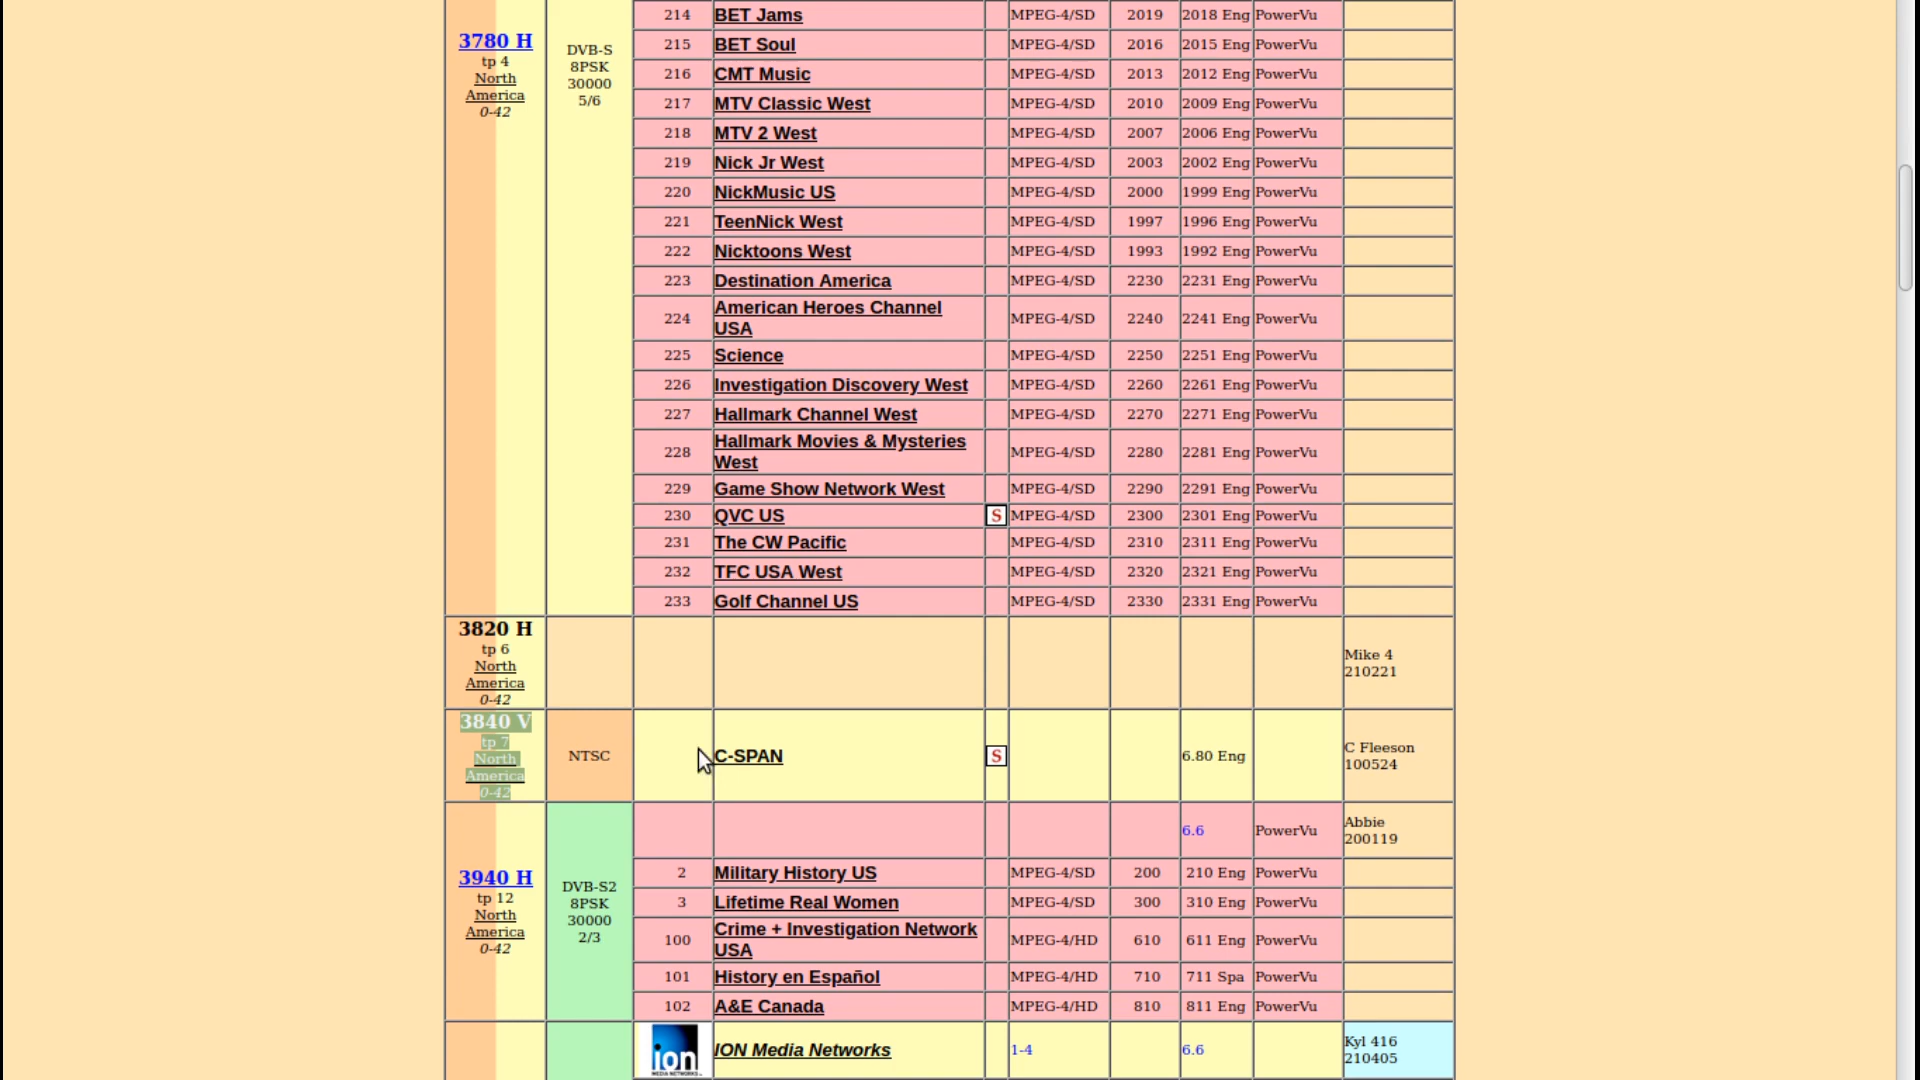 214 BET Jams MPEG-4/SD 2019 2018 Eng PowerVu
3780 H
tp 4
North
America
0-42
DVB-S
8PSK
30000
5/6
215 BET Soul MPEG-4/SD 2016 2015 Eng PowerVu
216 CMT Music MPEG-4/SD 2013 2012 Eng PowerVu
217 MTV Classic West MPEG-4/SD 2010 2009 Eng PowerVu
218 MTV 2 West MPEG-4/SD 2007 2006 Eng PowerVu
219 Nick Jr West MPEG-4/SD 2003 2002 Eng PowerVu
220 NickMusic US MPEG-4/SD 2000 1999 Eng PowerVu
221 TeenNick West MPEG-4/SD 1997 1996 Eng PowerVu
222 Nicktoons West MPEG-4/SD 1993 1992 Eng PowerVu
223 Destination America MPEG-4/SD 2230 2231 Eng PowerVu
224 American Heroes Channel
USA MPEG-4/SD 2240 2241 Eng PowerVu
225 Science MPEG-4/SD 2250 2251 Eng PowerVu
226 Investigation Discovery West MPEG-4/SD 2260 2261 Eng PowerVu
227 Hallmark Channel West MPEG-4/SD 2270 2271 Eng PowerVu
228 Hallmark Movies & Mysteries
West MPEG-4/SD 2280 2281 Eng PowerVu
229 Game Show Network West MPEG-4/SD 2290 2291 Eng PowerVu
230 QVC US S MPEG-4/SD 2300 2301 Eng PowerVu
231 The CW Pacific MPEG-4/SD 2310 2311 Eng PowerVu
232 TFC USA West MPEG-4/SD 2320 2321 Eng PowerVu
233 Golf Channel US MPEG-4/SD 2330 2331 Eng PowerVu
3820 H
tp 6
North
America
0-42
Mike 4
210221
3840 V
tp 7
North
America
0-42
NTSC
C-SPAN S 6.80 Eng
C Fleeson
100524
3940 H
tp 12
North
America
0-42
DVB-S2
8PSK
30000
2/3
6.6 PowerVu
Abbie
200119
2 Military History US MPEG-4/SD 200 210 Eng PowerVu
3 Lifetime Real Women MPEG-4/SD 300 310 Eng PowerVu
100 Crime + Investigation Network
USA MPEG-4/HD 610 611 Eng PowerVu
101 History en Español MPEG-4/HD 710 711 Spa PowerVu
102 A&E Canada MPEG-4/HD 810 811 Eng PowerVu
ion
ION Media Networks 1-4 6.6
Kyl 416
210405